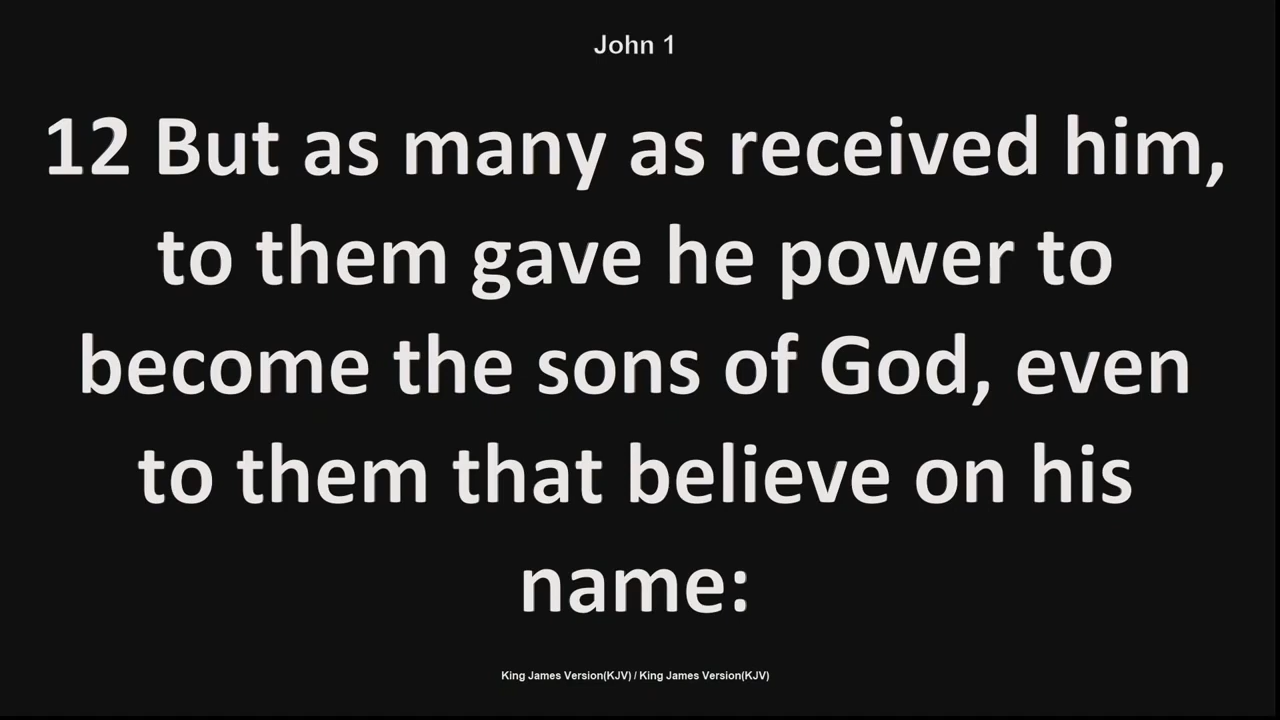 John 1
12 But as many as received him,
to them gave he power to
become the sons of God, even
to them that believe on his
name:
King James Version(KJV) / King James Version(KJV)